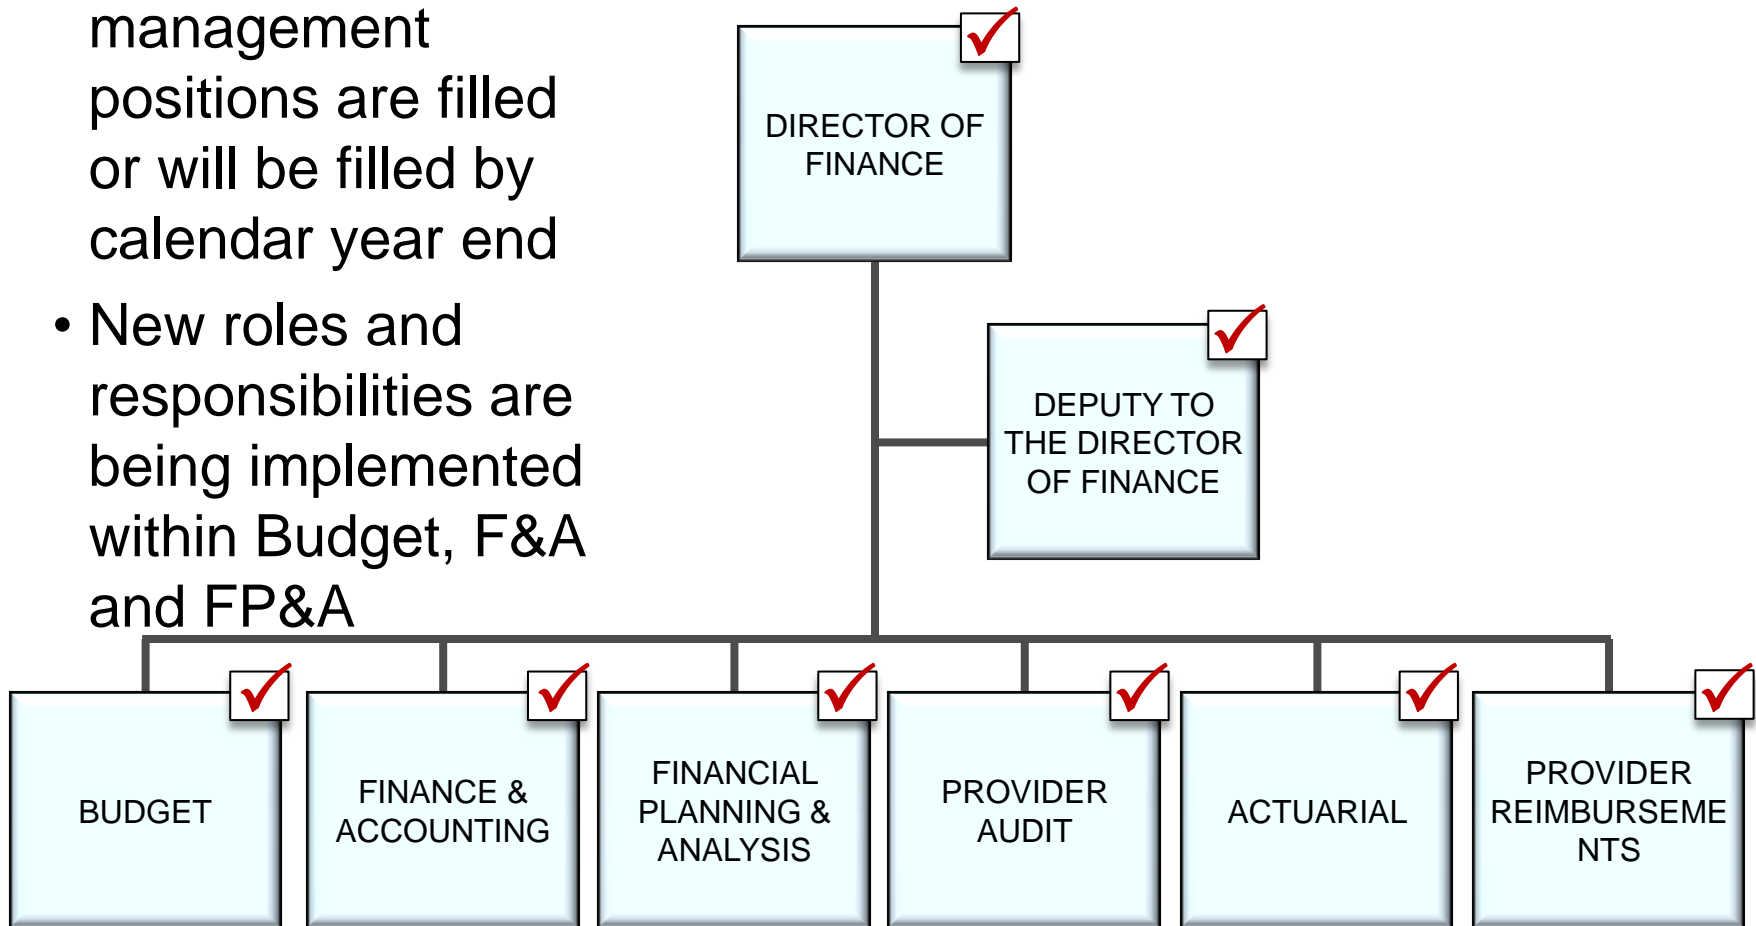 management
positions are filled
or will be filled by
calendar year end
• New roles and
responsibilities are
being implemented
within Budget, F&A
and FP&A
DIRECTOR OF
FINANCE
DEPUTY TO
THE DIRECTOR
OF FINANCE
BUDGET
FINANCE &
ACCOUNTING
FINANCIAL
PLANNING &
ANALYSIS
PROVIDER
AUDIT
ACTUARIAL
PROVIDER
REIMBURSEME
NTS